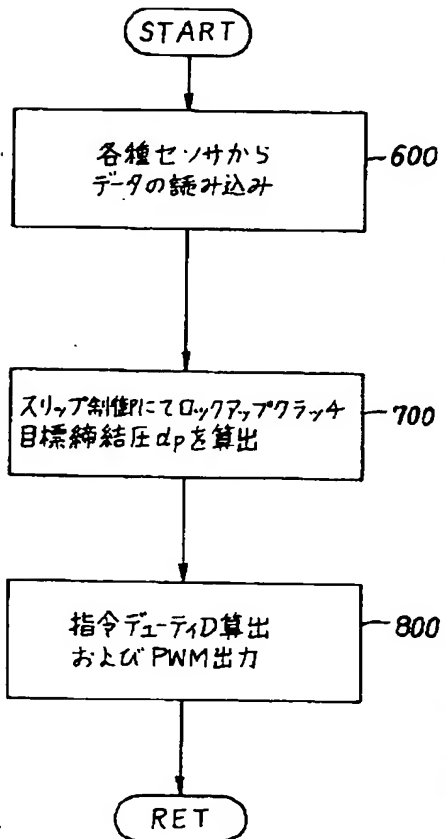 START
各種センサから
データの読み込み
600
スリップ制御にてロックアップクラッチ
目標締結圧dpを算出
700
指令デューティD算出
およびPWM出力
800
RET